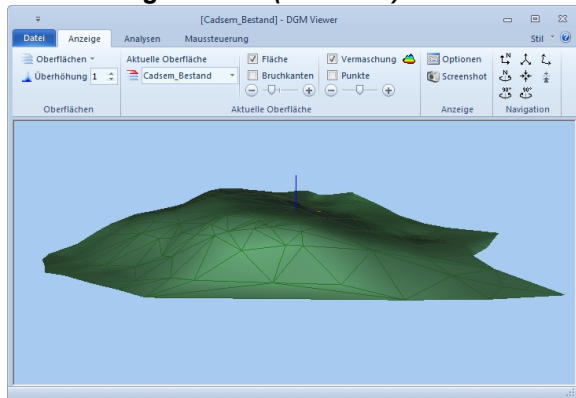 [Cadsem_Bestand] - DGM Viewer
Datei Anzeige Analysen Maussteuerung Stil
Oberflächen Aktuelle Oberfläche Fläche Vermaschung Optionen
Überhöhung 1 Cadsem_Bestand Bruchkanten Punkte Screenshot
Oberflächen Aktuelle Oberfläche Anzeige Navigation